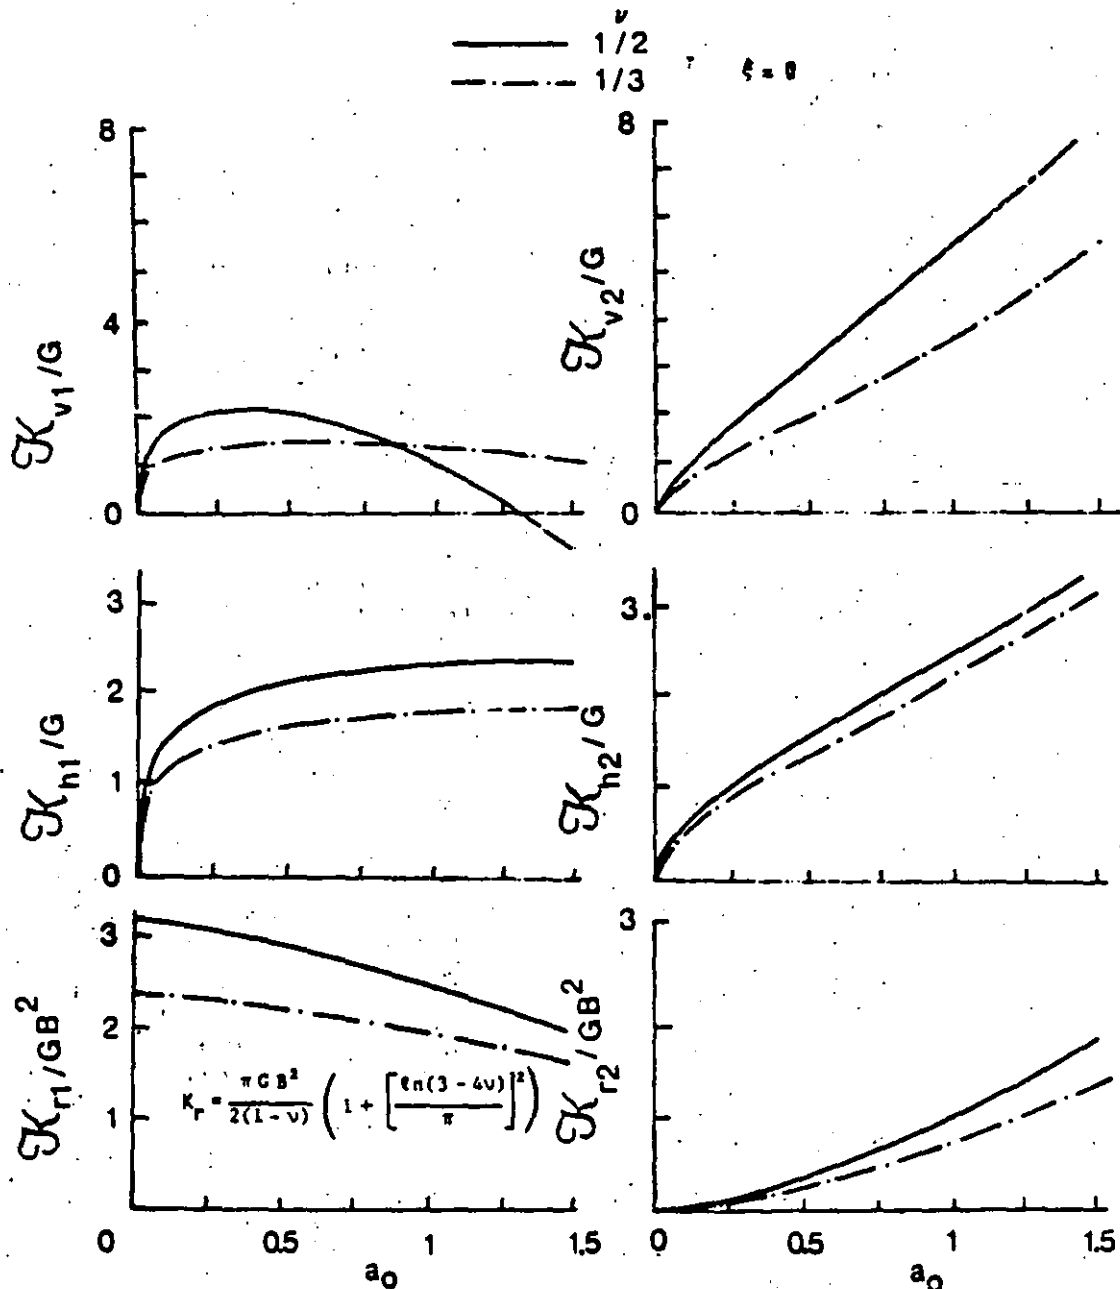 ν
1/2
1/3
ξ = 0
8
4
0
𝒦v1/G
8
0
𝒦v2/G
3
2
1
0
𝒦h1/G
3.
𝒦h2/G
3
2
1
0
0.5
1
1.5
a₀
𝒦r1/GB²
Kr = πGB² / 2(1-ν) (1 + [ℓn(3-4ν) / π]²)
3
0
0.5
1
1.5
a₀
𝒦r2/GB²